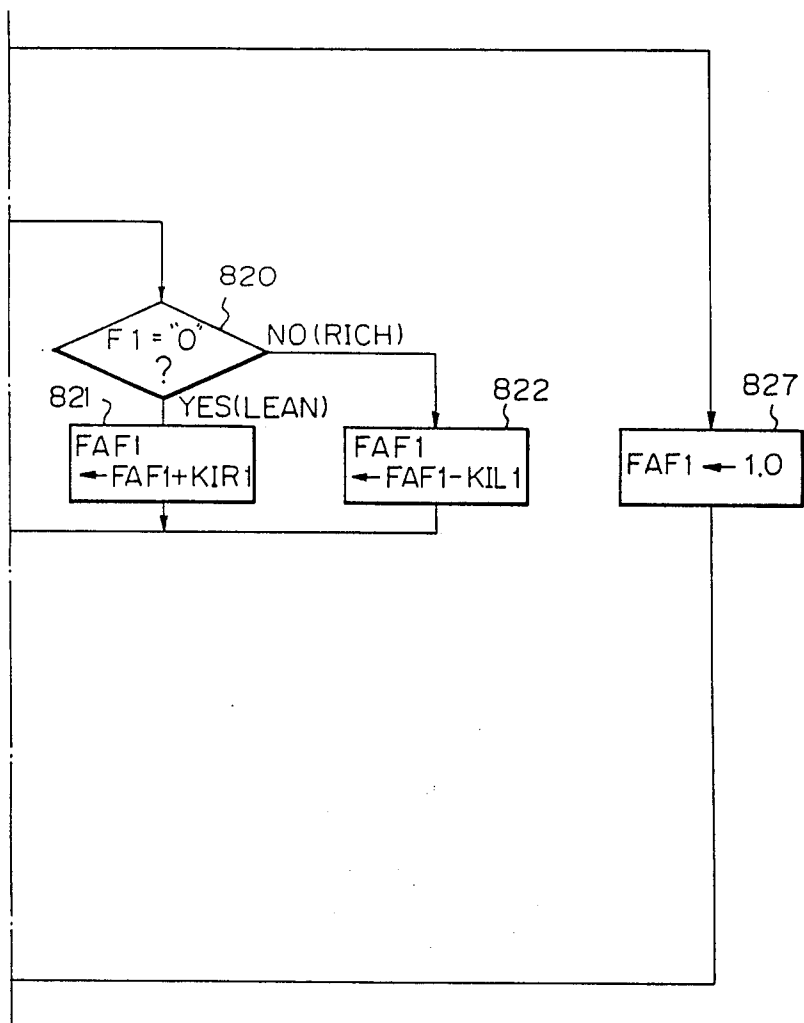 820
F1="0"
?
NO(RICH)
821
YES(LEAN)
FAF1
←FAF1+KIR1
822
FAF1
←FAF1-KIL1
827
FAF1←1.0